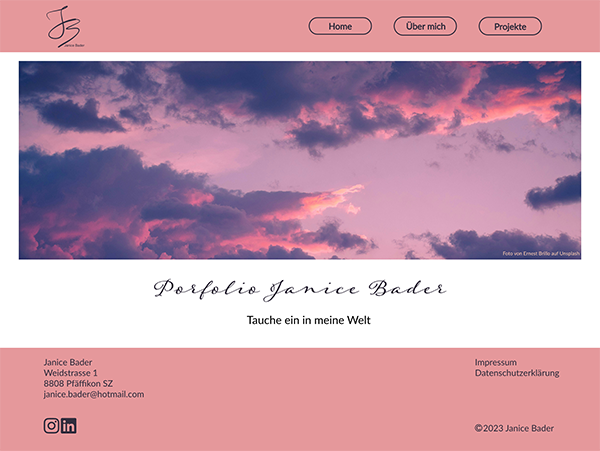 JB
Janice Bader
Home
Über mich
Projekte
Foto von Ernest Brillo auf Unsplash
Porfolio Janice Bader
Tauche ein in meine Welt
Janice Bader
Weidstrasse 1
8808 Pfäffikon SZ
janice.bader@hotmail.com
Impressum
Datenschutzerklärung
in
©2023 Janice Bader